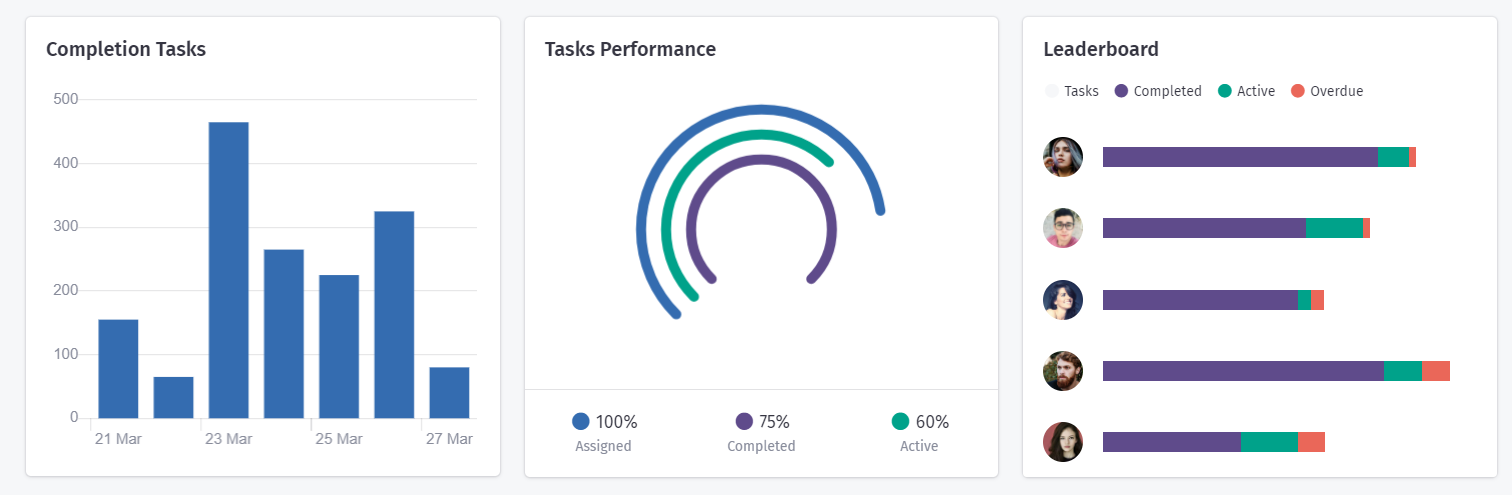 Completion Tasks
500
400
300
200
100
0
21 Mar 23 Mar 25 Mar 27 Mar
Tasks Performance
100% 75% 60%
Assigned Completed Active
Leaderboard
Tasks Completed Active Overdue